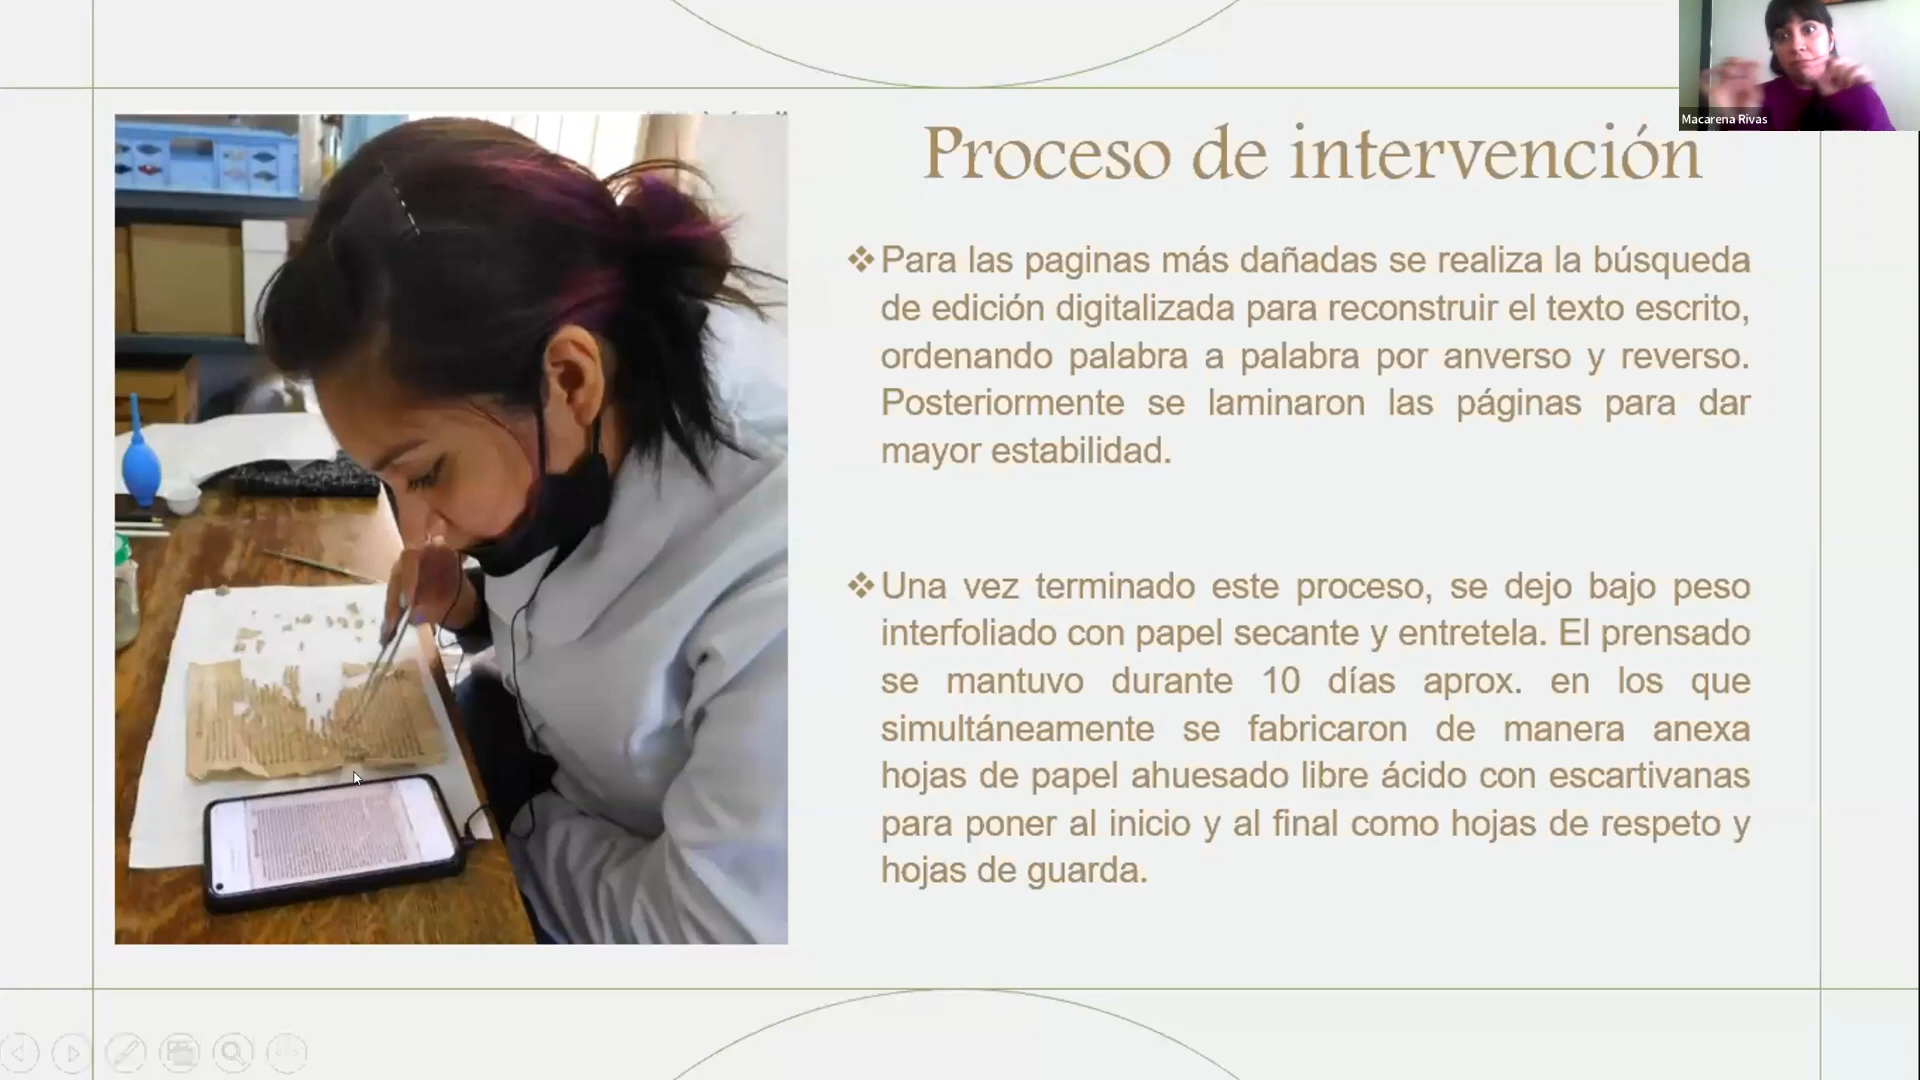 Macarena Rivas
Proceso de intervención
❖Para las paginas más dañadas se realiza la búsqueda
de edición digitalizada para reconstruir el texto escrito,
ordenando palabra a palabra por anverso y reverso.
Posteriormente se laminaron las páginas para dar
mayor estabilidad.
❖Una vez terminado este proceso, se dejo bajo peso
interfoliado con papel secante y entretela. El prensado
se mantuvo durante 10 días aprox. en los que
simultáneamente se fabricaron de manera anexa
hojas de papel ahuesado libre ácido con escartivanas
para poner al inicio y al final como hojas de respeto y
hojas de guarda.